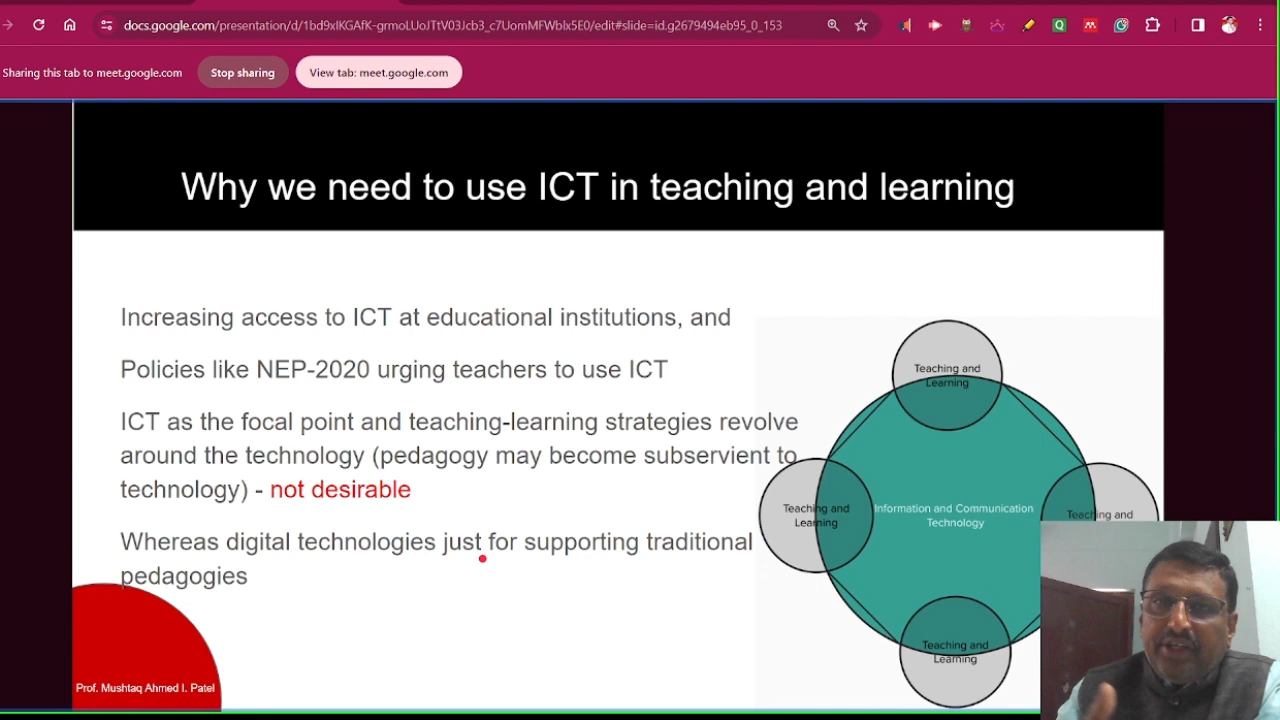 docs.google.com/presentation/d/1bd9xIKGAfK-grmoLUoJTtV03Jcb3_c7UomMFWblx5E0/edit#slide=id.g2679494eb95_0_153
Sharing this tab to meet.google.com
Stop sharing
View tab: meet.google.com
Why we need to use ICT in teaching and learning
Increasing access to ICT at educational institutions, and
Policies like NEP-2020 urging teachers to use ICT
ICT as the focal point and teaching-learning strategies revolve
around the technology (pedagogy may become subservient to
technology) - not desirable
Whereas digital technologies just for supporting traditional
pedagogies
Teaching and
Learning
Teaching and
Learning
Information and Communication
Technology
Teaching and
Teaching and
Learning
Prof. Mushtaq Ahmed I. Patel